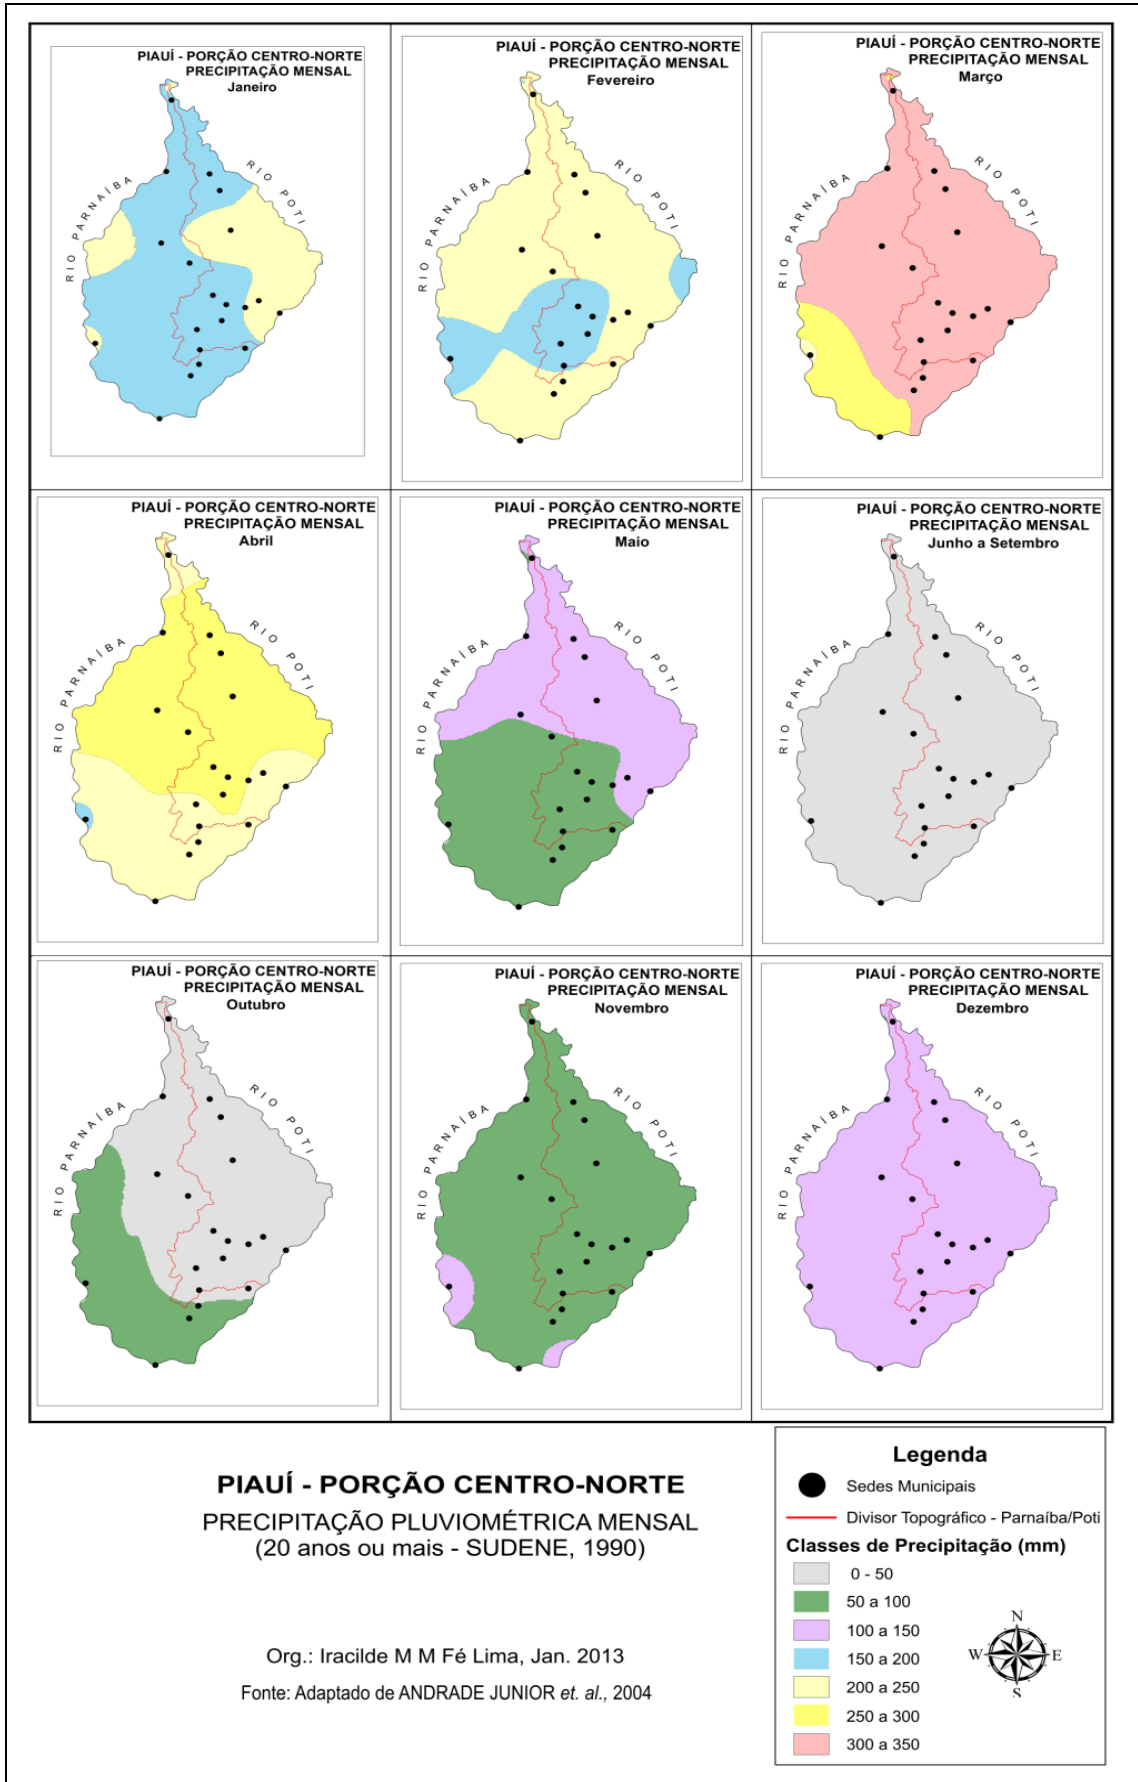 PIAUÍ - PORÇÃO CENTRO-NORTE
PRECIPITAÇÃO MENSAL
Janeiro
RIO PARNAÍBA
RIO POTI
PIAUÍ - PORÇÃO CENTRO-NORTE
PRECIPITAÇÃO MENSAL
Fevereiro
RIO PARNAÍBA
RIO POTI
PIAUÍ - PORÇÃO CENTRO-NORTE
PRECIPITAÇÃO MENSAL
Março
RIO PARNAÍBA
RIO POTI
PIAUÍ - PORÇÃO CENTRO-NORTE
PRECIPITAÇÃO MENSAL
Abril
RIO PARNAÍBA
RIO POTI
PIAUÍ - PORÇÃO CENTRO-NORTE
PRECIPITAÇÃO MENSAL
Maio
RIO PARNAÍBA
RIO POTI
PIAUÍ - PORÇÃO CENTRO-NORTE
PRECIPITAÇÃO MENSAL
Junho a Setembro
RIO PARNAÍBA
RIO POTI
PIAUÍ - PORÇÃO CENTRO-NORTE
PRECIPITAÇÃO MENSAL
Outubro
RIO PARNAÍBA
RIO POTI
PIAUÍ - PORÇÃO CENTRO-NORTE
PRECIPITAÇÃO MENSAL
Novembro
RIO PARNAÍBA
RIO POTI
PIAUÍ - PORÇÃO CENTRO-NORTE
PRECIPITAÇÃO MENSAL
Dezembro
RIO PARNAÍBA
RIO POTI
PIAUÍ - PORÇÃO CENTRO-NORTE
PRECIPITAÇÃO PLUVIOMÉTRICA MENSAL
(20 anos ou mais - SUDENE, 1990)
Org.: Iracilde M M Fé Lima, Jan. 2013
Fonte: Adaptado de ANDRADE JUNIOR et. al., 2004
Legenda
Sedes Municipais
Divisor Topográfico - Parnaíba/Poti
Classes de Precipitação (mm)
0 - 50
50 a 100
100 a 150
150 a 200
200 a 250
250 a 300
300 a 350
N
W E
S